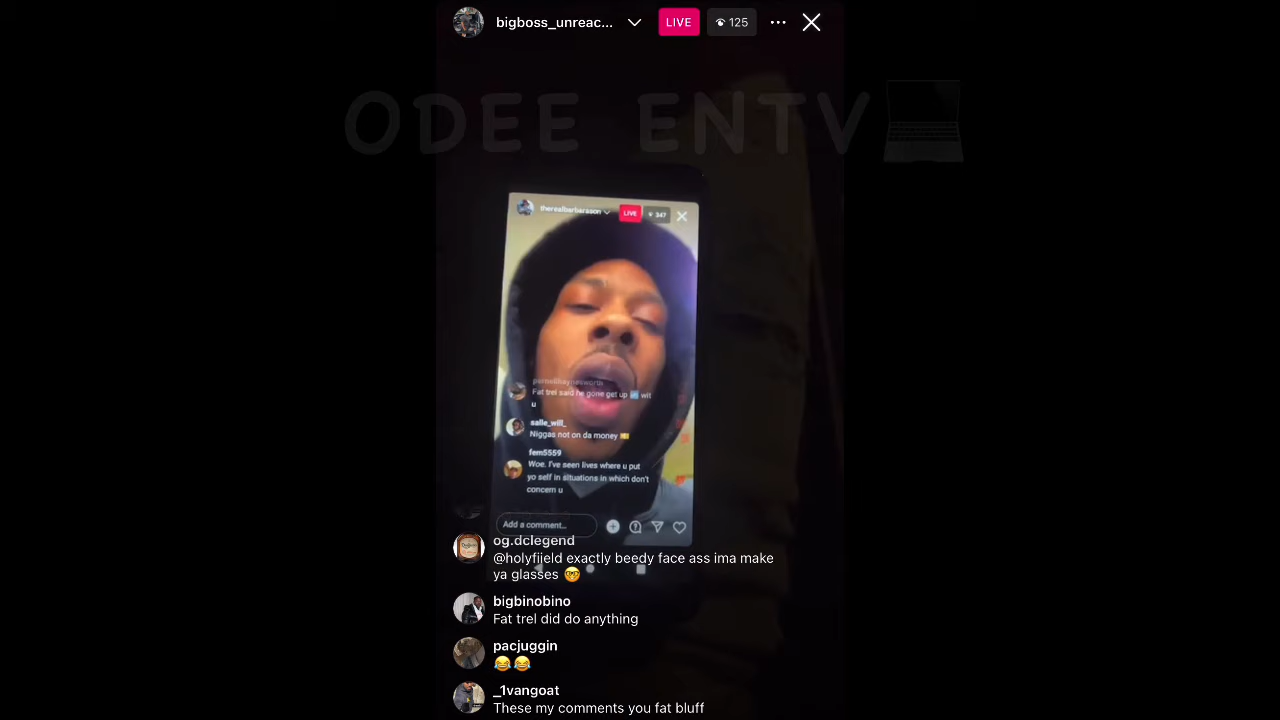 bigboss_unreac...
LIVE
125
ODEE ENTV
therealbarbarason
LIVE
347
Fat trel said he gone get up 🆙 wit
u
salle_will_
Niggas not on da money 💴
fem5559
Woe. I've seen lives where u put
yo self in situations in which don't
concern u
Add a comment...
og.dclegend
@holyfiield exactly beedy face ass ima make
ya glasses 🤓
bigbinobino
Fat trel did do anything
pacjuggin
😂😂
_1vangoat
These my comments you fat bluff